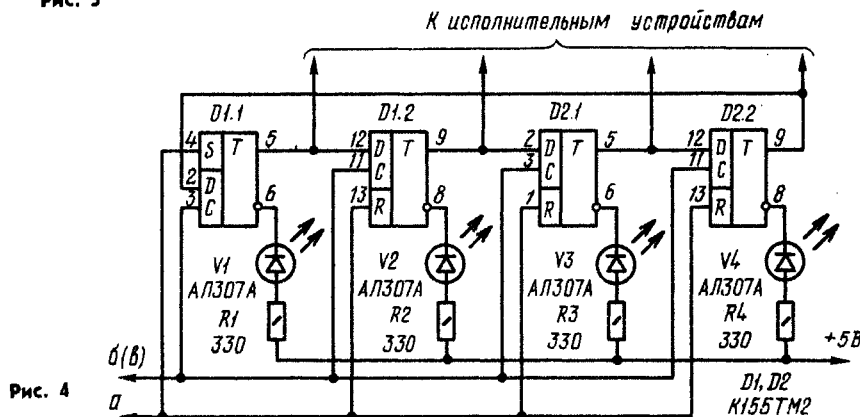 Рис. 3
К исполнительным устройствам
D1.1 D1.2 D2.1 D2.2
4 S T 5 12 D T 9 2 D T 5 12 D T 9
11 C 3 C 11 C
2 D 6 13 R 8 1 R 6 13 R 8
3 C
V1 V2 V3 V4
АЛ307А АЛ307А АЛ307А АЛ307А
R1 R2 R3 R4
330 330 330 330
+5В
б(в)
D1, D2
Рис. 4
а
К155ТМ2